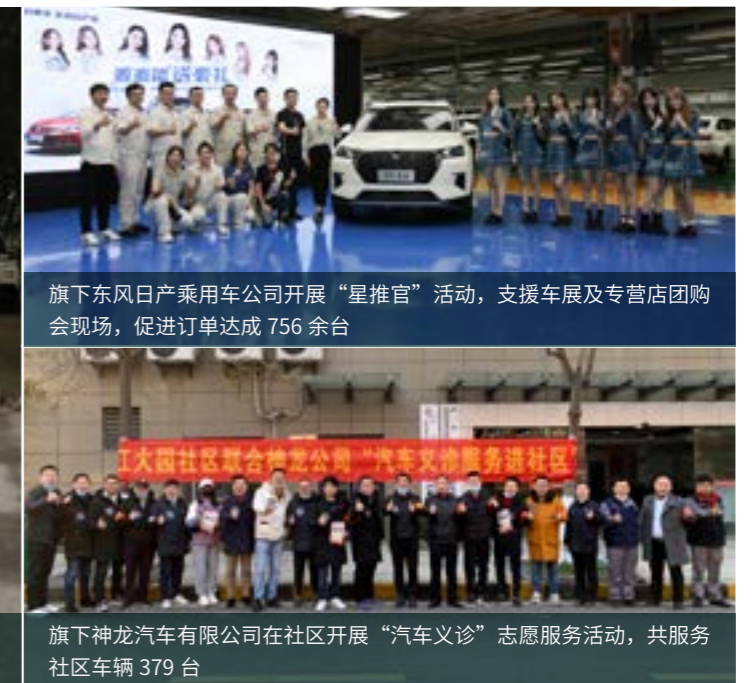 旗下东风日产乘用车公司开展“星推官”活动，支援车展及专营店团购
会现场，促进订单达成 756 余台
工大园社区联合神龙公司“汽车义诊服务进社区
旗下神龙汽车有限公司在社区开展“汽车义诊”志愿服务活动，共服务
社区车辆 379 台